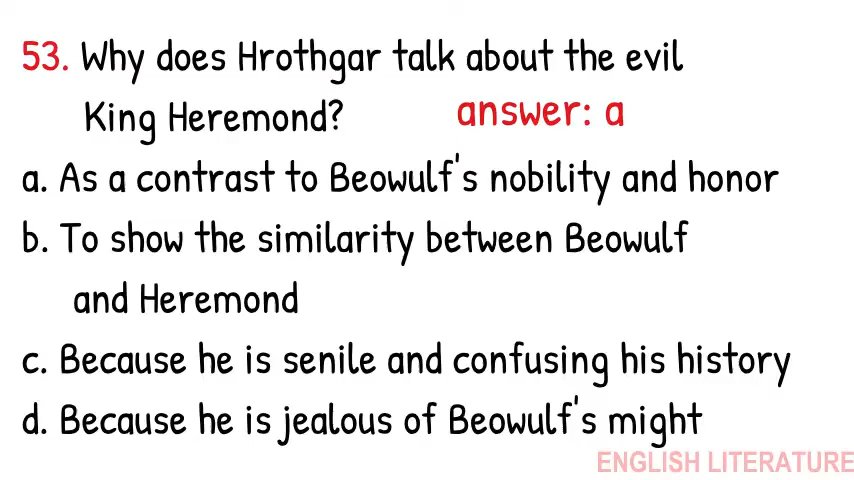 53. Why does Hrothgar talk about the evil
King Heremond?
answer: a
a. As a contrast to Beowulf's nobility and honor
b. To show the similarity between Beowulf
and Heremond
c. Because he is senile and confusing his history
d. Because he is jealous of Beowulf's might
ENGLISH LITERATURE